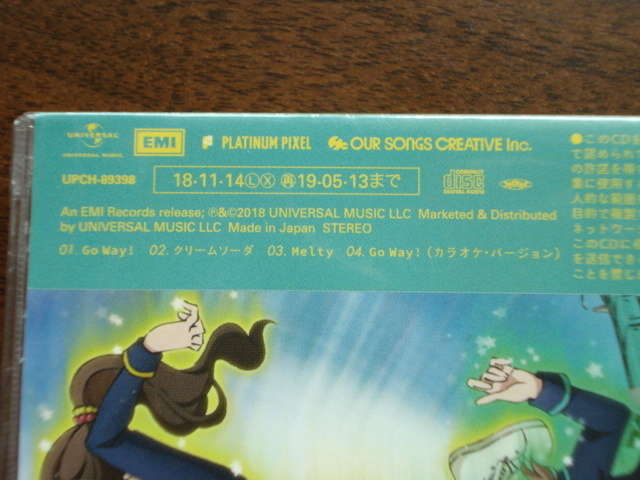 UNIVERSAL
UNIVERSAL MUSIC
EMI
PLATINUM PIXEL
OUR SONGS CREATIVE Inc.
UPCH-89398
18・11・14ⓁⓍ 再19・05・13まで
COMPACT
disc
DIGITAL AUDIO
An EMI Records release; ℗&©2018 UNIVERSAL MUSIC LLC Marketed & Distributed
by UNIVERSAL MUSIC LLC Made in Japan STEREO
01. Go Way! 02. クリームソーダ 03. Melty 04. Go Way!（カラオケ・バージョン）
●このCDを
て認められ
の許諾を得
変に使用す
人的な範囲
目的で複製
ネットワーク
このCDに
を送信でき
ことを禁じ